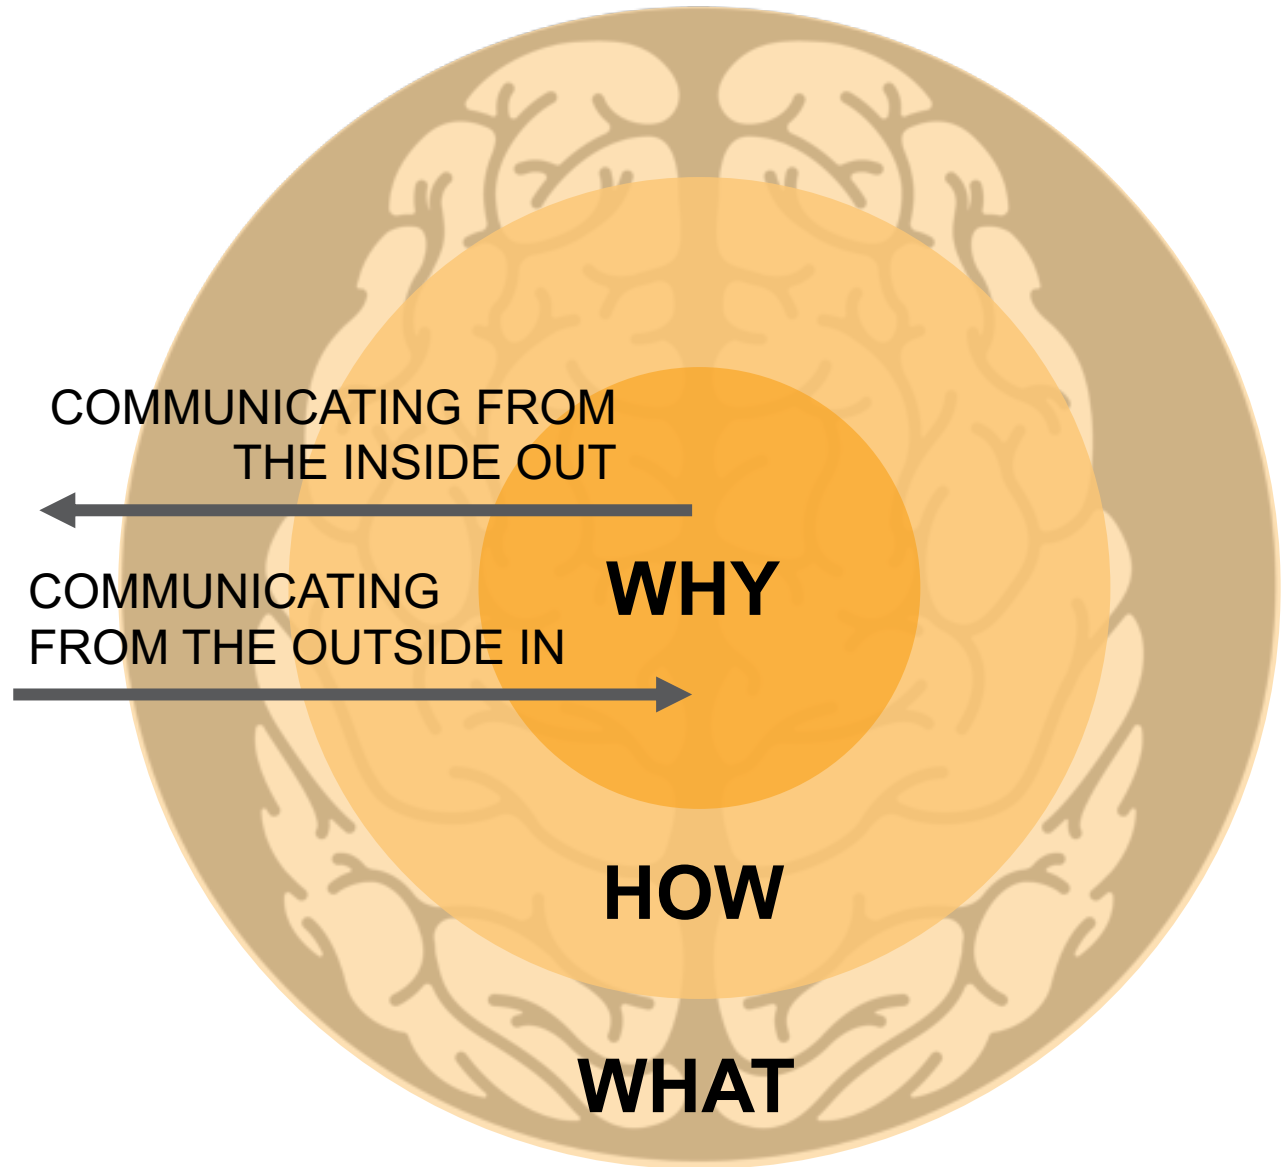 COMMUNICATING FROM
THE INSIDE OUT
COMMUNICATING
FROM THE OUTSIDE IN
WHY
HOW
WHAT